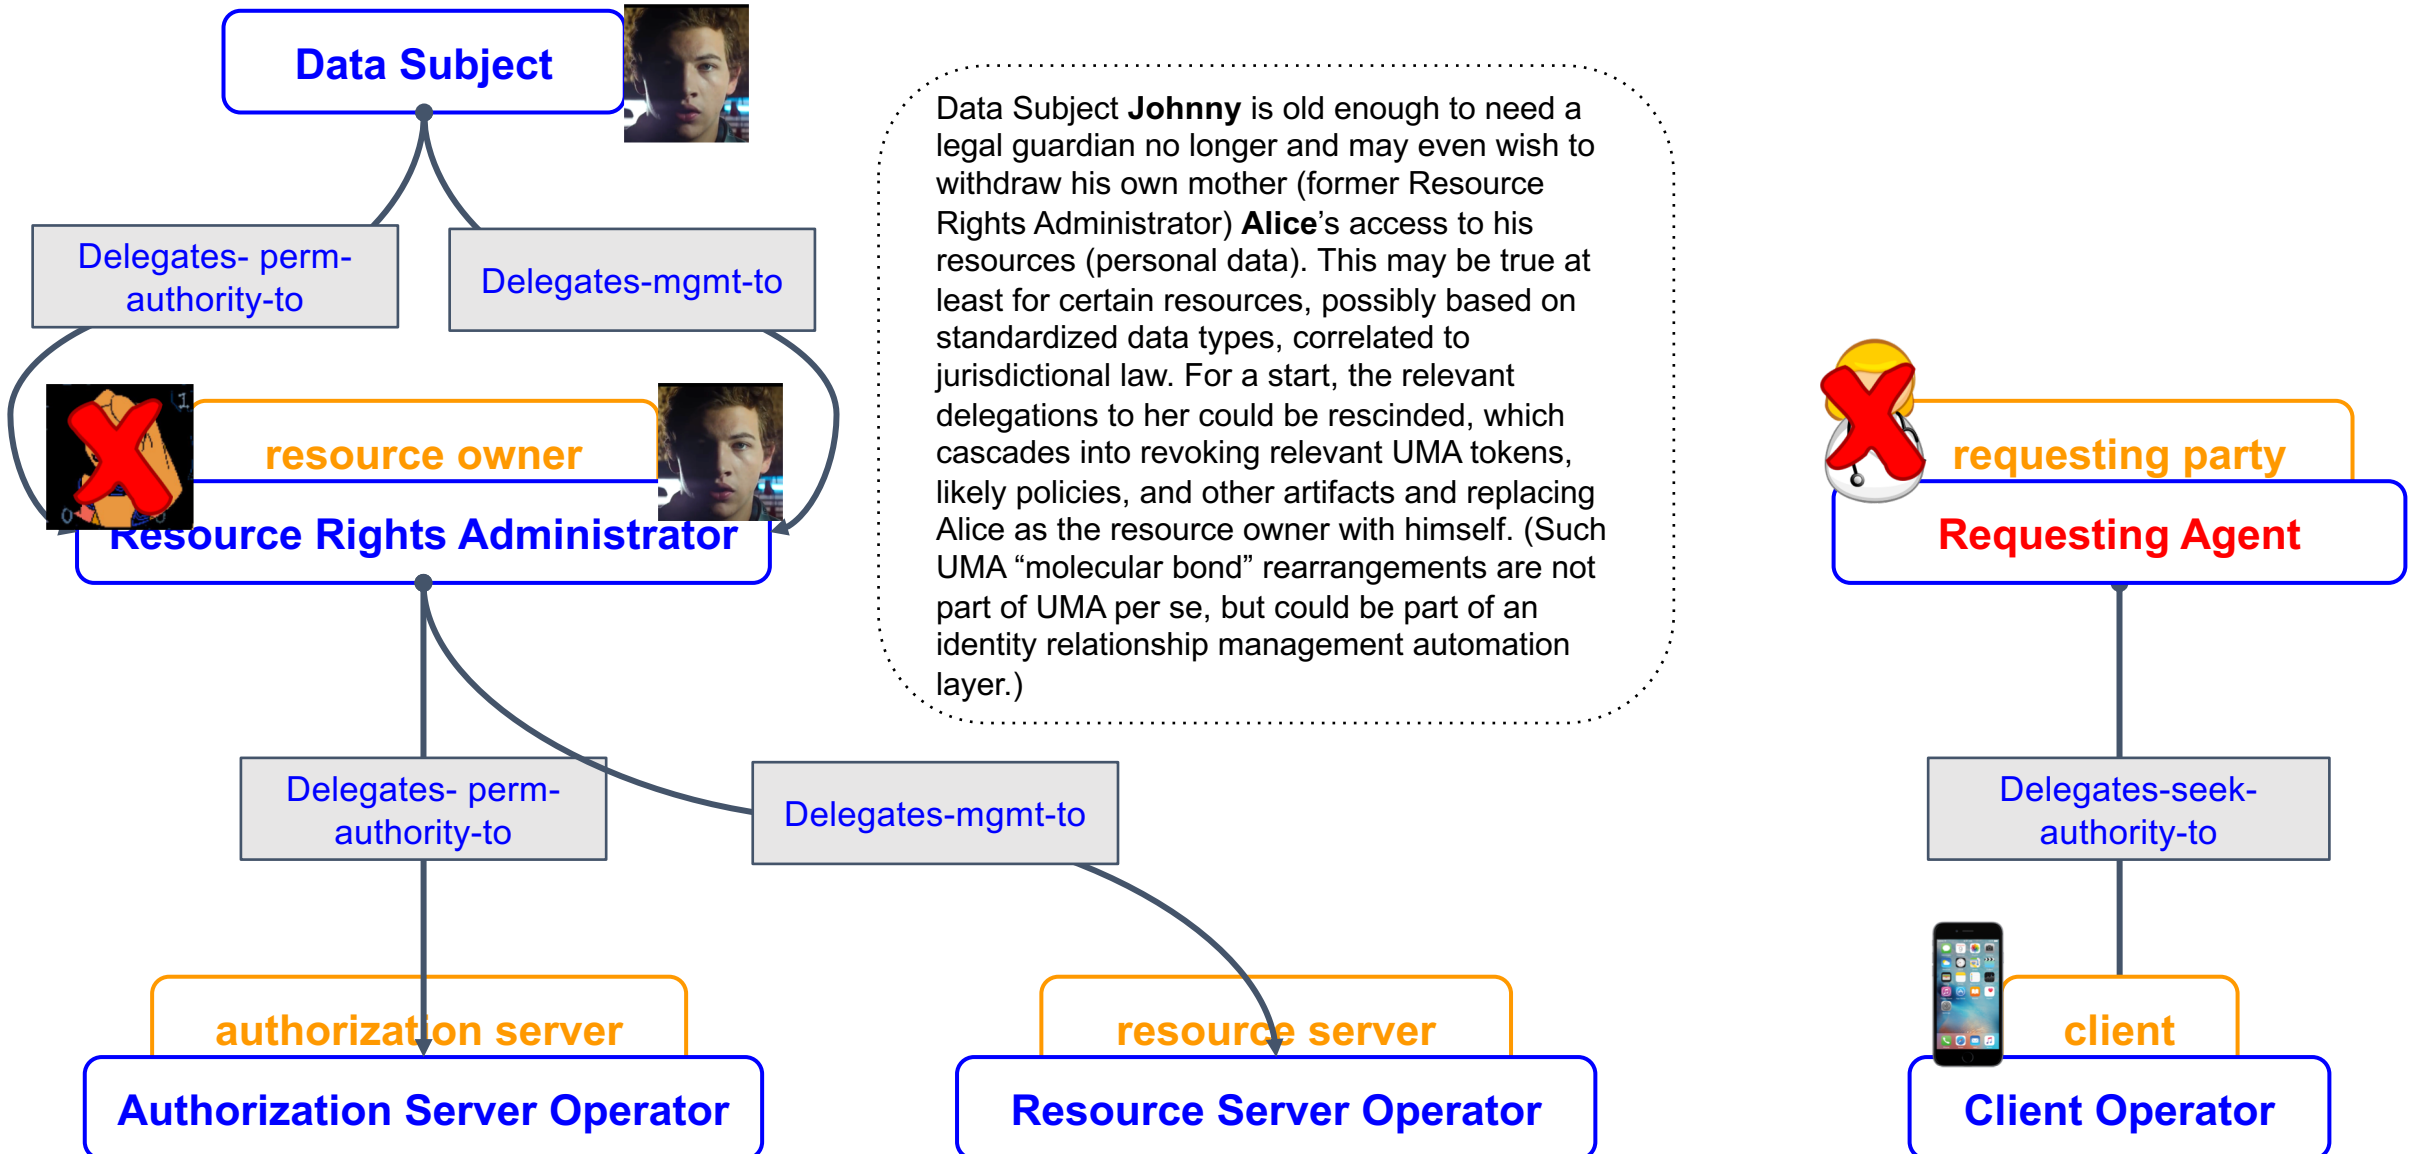 Data Subject
Data Subject Johnny is old enough to need a
legal guardian no longer and may even wish to
withdraw his own mother (former Resource
Rights Administrator) Alice’s access to his
resources (personal data). This may be true at
least for certain resources, possibly based on
standardized data types, correlated to
jurisdictional law. For a start, the relevant
delegations to her could be rescinded, which
cascades into revoking relevant UMA tokens,
likely policies, and other artifacts and replacing
Alice as the resource owner with himself. (Such
UMA “molecular bond” rearrangements are not
part of UMA per se, but could be part of an
identity relationship management automation
layer.)
Delegates- perm-
authority-to
Delegates-mgmt-to
1
resource owner
Resource Rights Administrator
requesting party
Requesting Agent
Delegates- perm-
authority-to
Delegates-mgmt-to
Delegates-seek-
authority-to
authorization server
Authorization Server Operator
resource server
Resource Server Operator
client
Client Operator